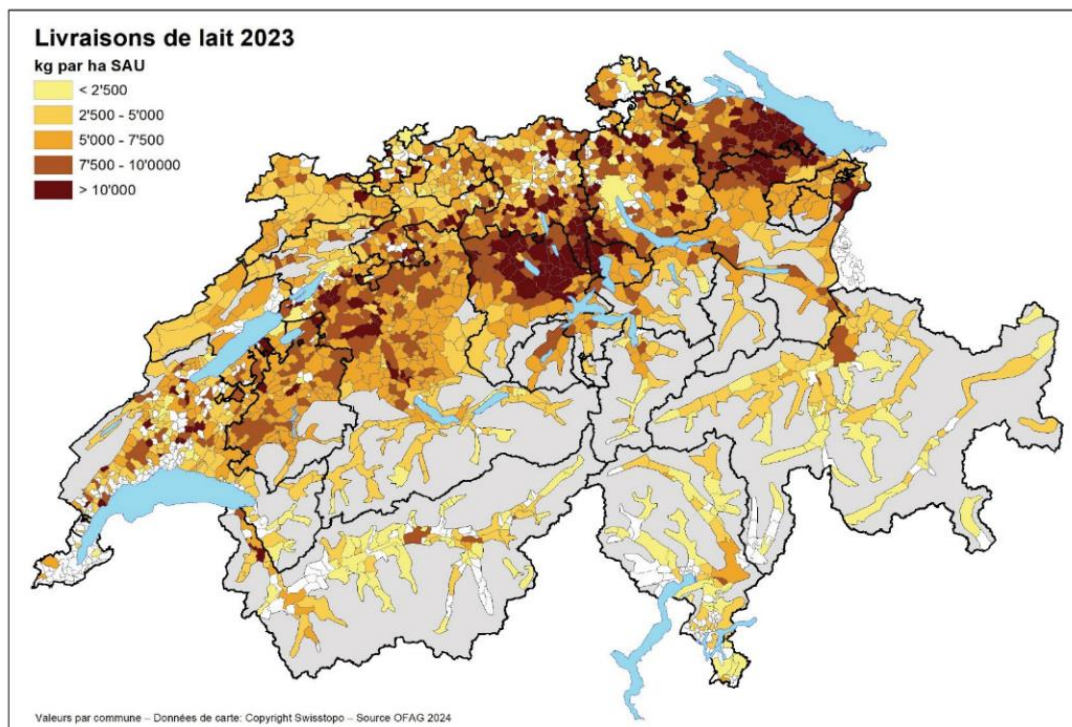 Livraisons de lait 2023
kg par ha SAU
< 2'500
2'500 - 5'000
5'000 - 7'500
7'500 - 10'0000
> 10'000
Valeurs par commune – Données de carte: Copyright Swisstopo – Source OFAG 2024